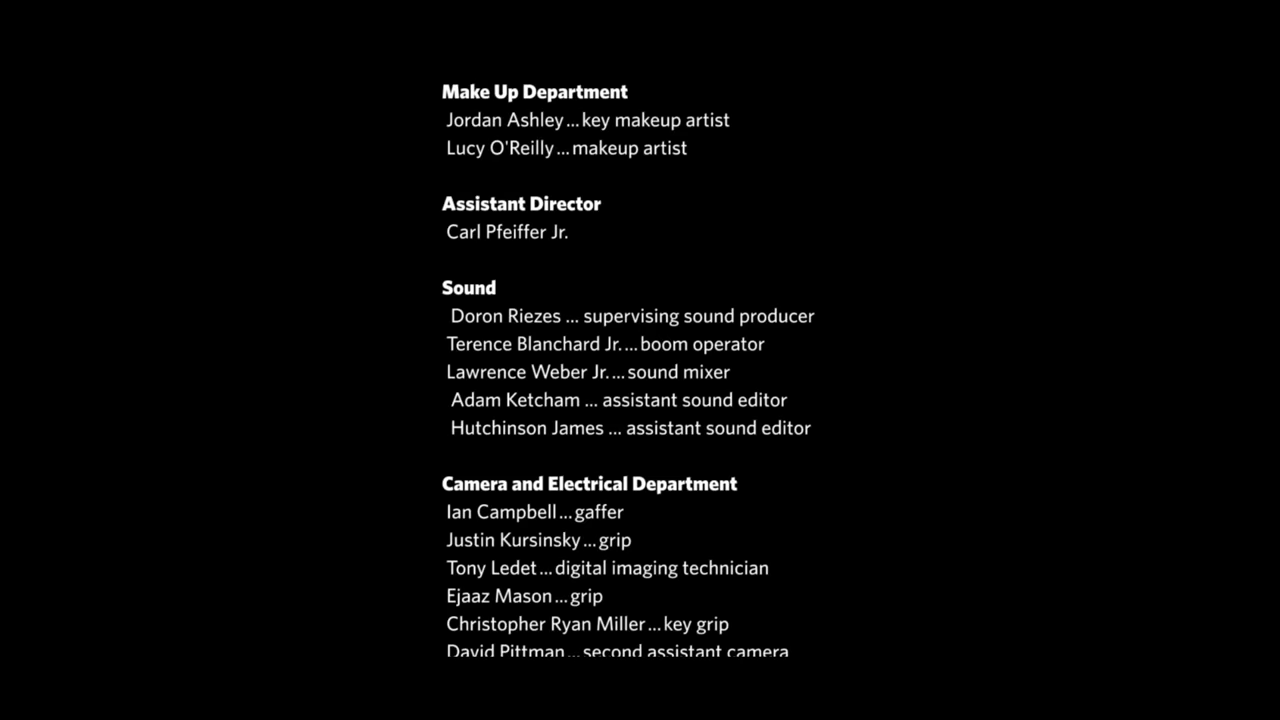 Make Up Department
Jordan Ashley...key makeup artist
Lucy O'Reilly...makeup artist
Assistant Director
Carl Pfeiffer Jr.
Sound
Doron Riezes ... supervising sound producer
Terence Blanchard Jr....boom operator
Lawrence Weber Jr....sound mixer
Adam Ketcham ... assistant sound editor
Hutchinson James ... assistant sound editor
Camera and Electrical Department
Ian Campbell...gaffer
Justin Kursinsky...grip
Tony Ledet...digital imaging technician
Ejaaz Mason...grip
Christopher Ryan Miller...key grip
David Pittman...second assistant camera